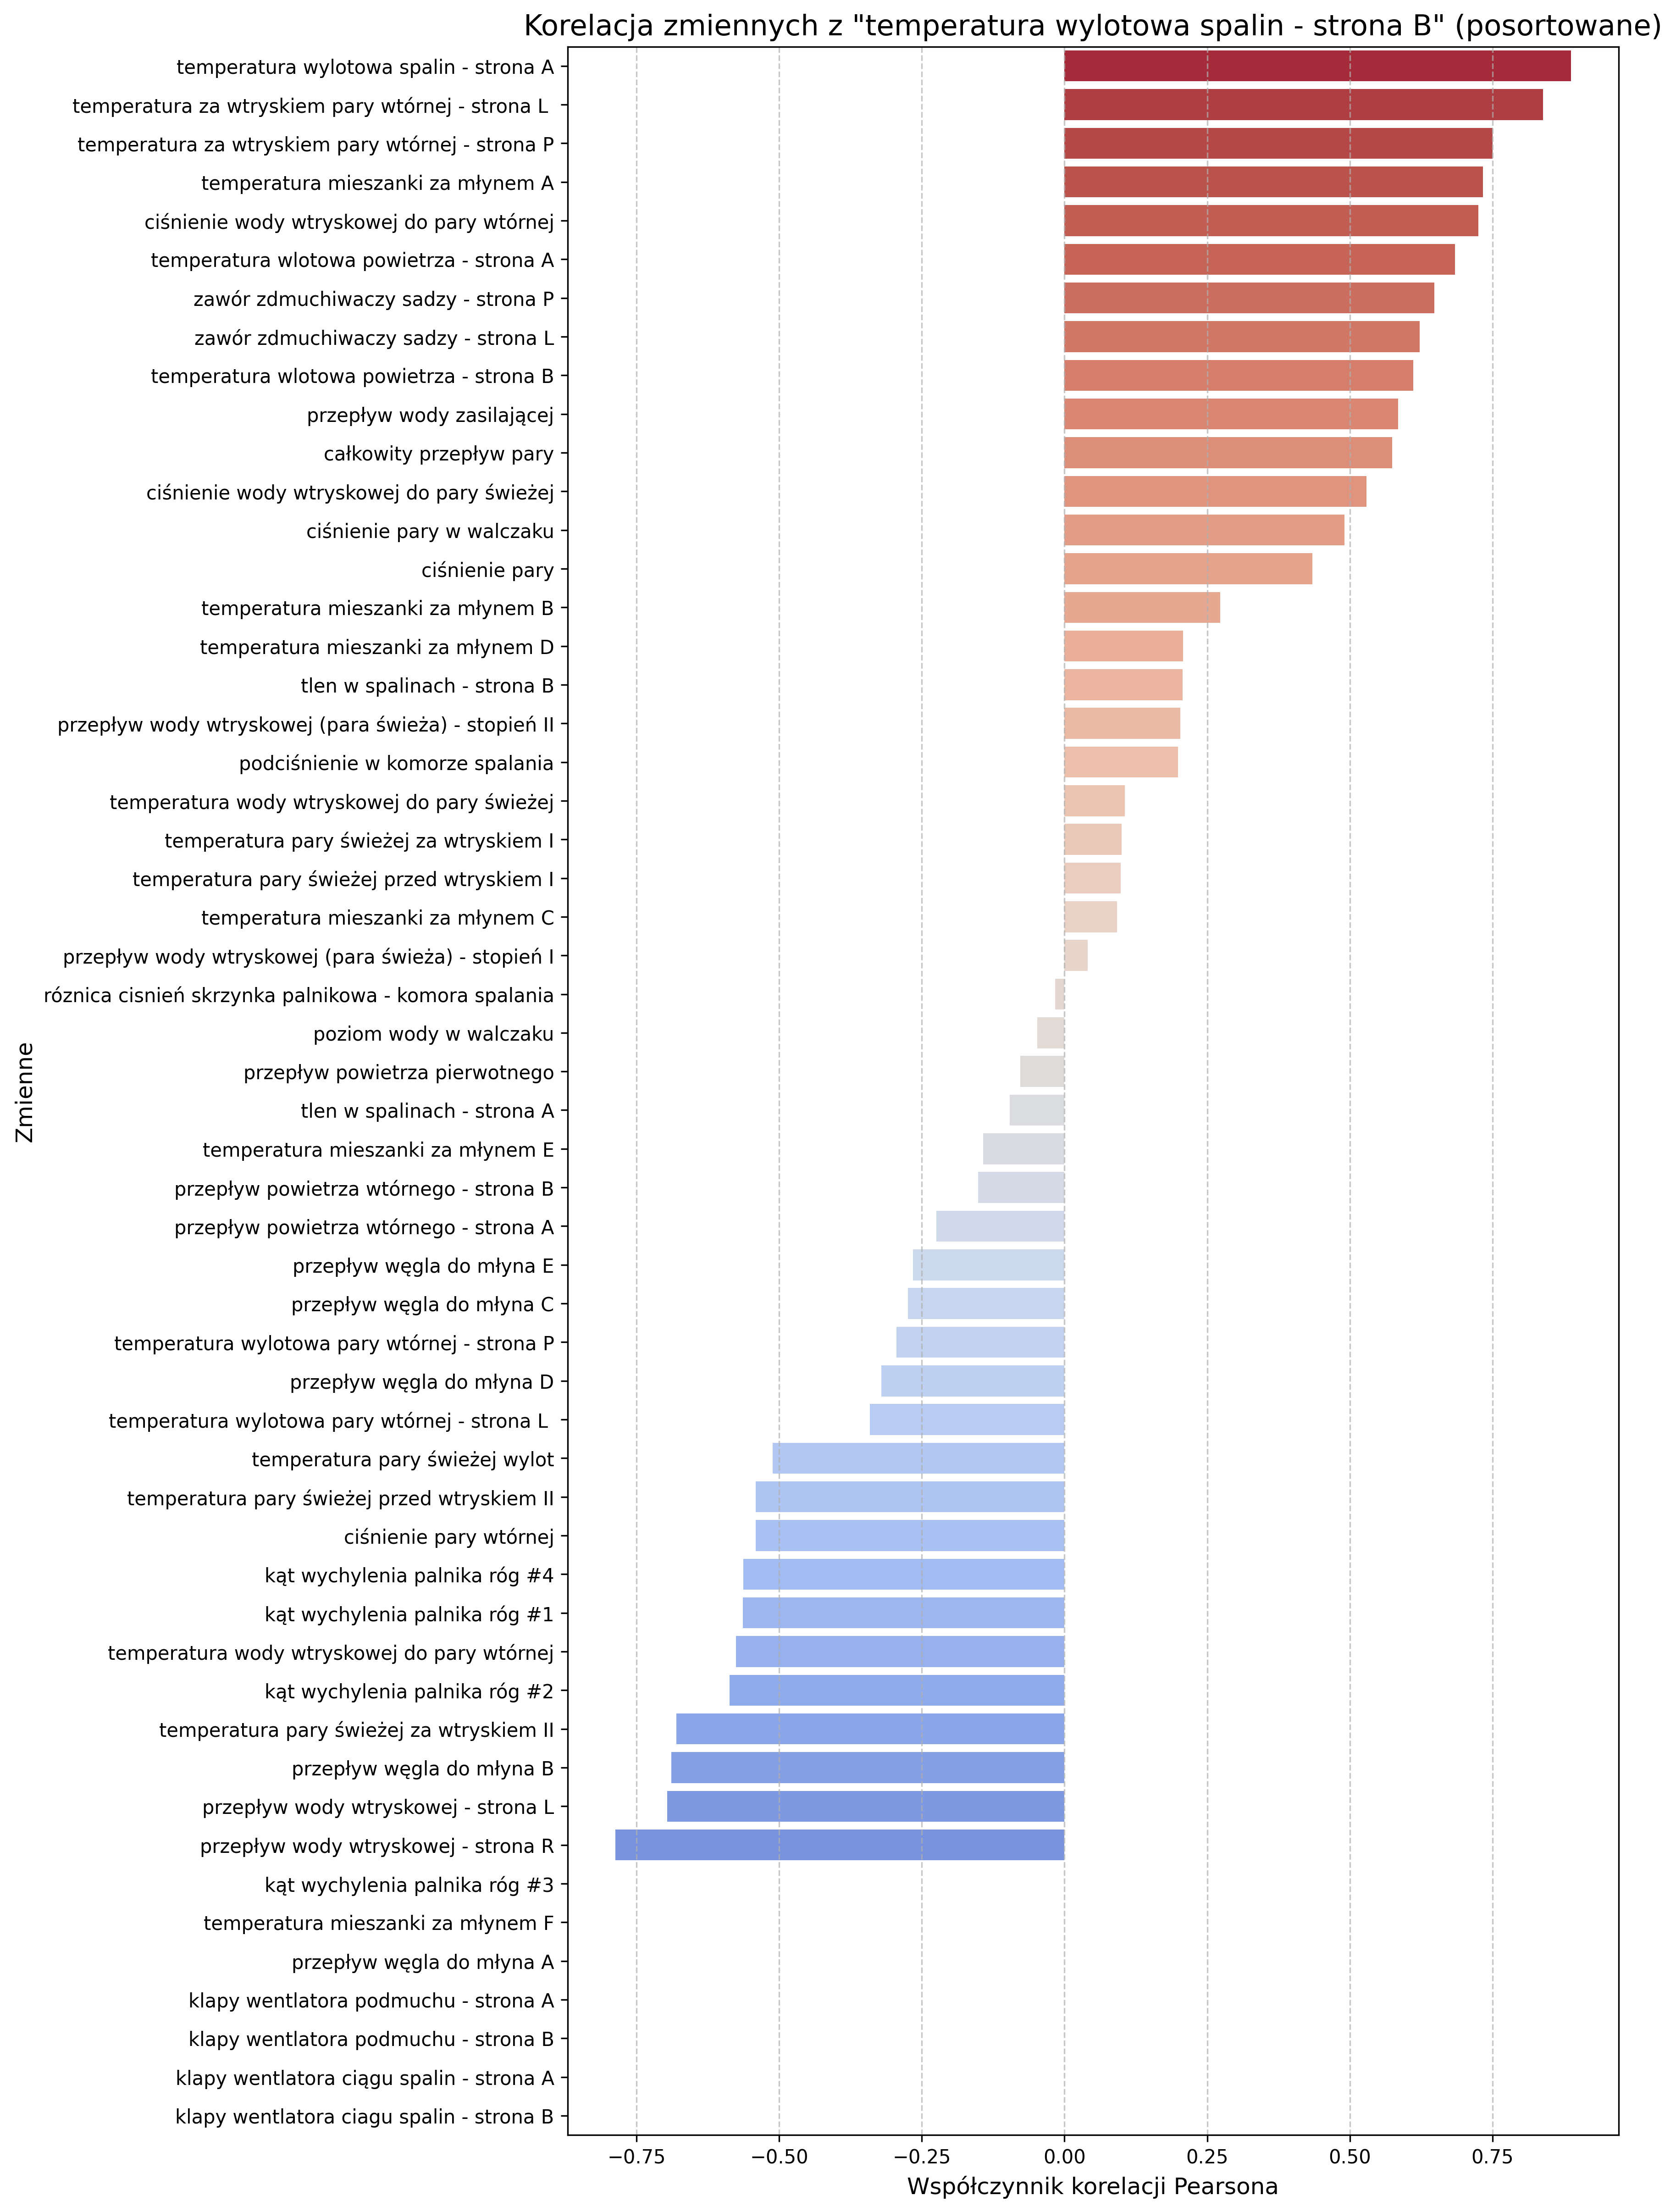 Korelacja zmiennych z "temperatura wylotowa spalin - strona B" (posortowane)
temperatura wylotowa spalin - strona A
temperatura za wtryskiem pary wtórnej - strona L
temperatura za wtryskiem pary wtórnej - strona P
temperatura mieszanki za młynem A
ciśnienie wody wtryskowej do pary wtórnej
temperatura wlotowa powietrza - strona A
zawór zdmuchiwaczy sadzy - strona P
zawór zdmuchiwaczy sadzy - strona L
temperatura wlotowa powietrza - strona B
przepływ wody zasilającej
całkowity przepływ pary
ciśnienie wody wtryskowej do pary świeżej
ciśnienie pary w walczaku
ciśnienie pary
temperatura mieszanki za młynem B
temperatura mieszanki za młynem D
tlen w spalinach - strona B
przepływ wody wtryskowej (para świeża) - stopień II
podciśnienie w komorze spalania
temperatura wody wtryskowej do pary świeżej
temperatura pary świeżej za wtryskiem I
temperatura pary świeżej przed wtryskiem I
temperatura mieszanki za młynem C
przepływ wody wtryskowej (para świeża) - stopień I
róznica cisnień skrzynka palnikowa - komora spalania
poziom wody w walczaku
przepływ powietrza pierwotnego
tlen w spalinach - strona A
temperatura mieszanki za młynem E
przepływ powietrza wtórnego - strona B
przepływ powietrza wtórnego - strona A
przepływ węgla do młyna E
przepływ węgla do młyna C
temperatura wylotowa pary wtórnej - strona P
przepływ węgla do młyna D
temperatura wylotowa pary wtórnej - strona L
temperatura pary świeżej wylot
temperatura pary świeżej przed wtryskiem II
ciśnienie pary wtórnej
kąt wychylenia palnika róg #4
kąt wychylenia palnika róg #1
temperatura wody wtryskowej do pary wtórnej
kąt wychylenia palnika róg #2
temperatura pary świeżej za wtryskiem II
przepływ węgla do młyna B
przepływ wody wtryskowej - strona L
przepływ wody wtryskowej - strona R
kąt wychylenia palnika róg #3
temperatura mieszanki za młynem F
przepływ węgla do młyna A
klapy wentlatora podmuchu - strona A
klapy wentlatora podmuchu - strona B
klapy wentlatora ciągu spalin - strona A
klapy wentlatora ciagu spalin - strona B
Zmienne
−0.75 −0.50 −0.25 0.00 0.25 0.50 0.75
Współczynnik korelacji Pearsona